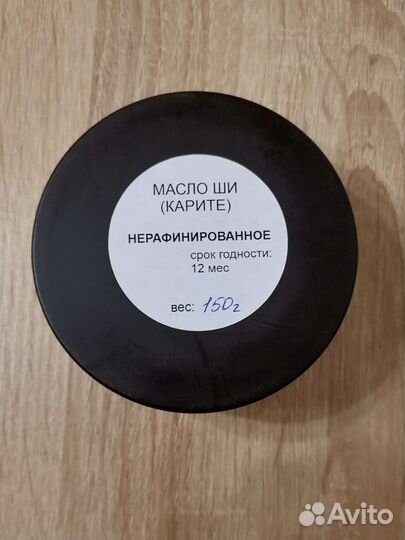 МАСЛО ШИ
(КАРИТЕ)
НЕРАФИНИРОВАННОЕ
срок годности:
12 мес
вес: 150г
Avito